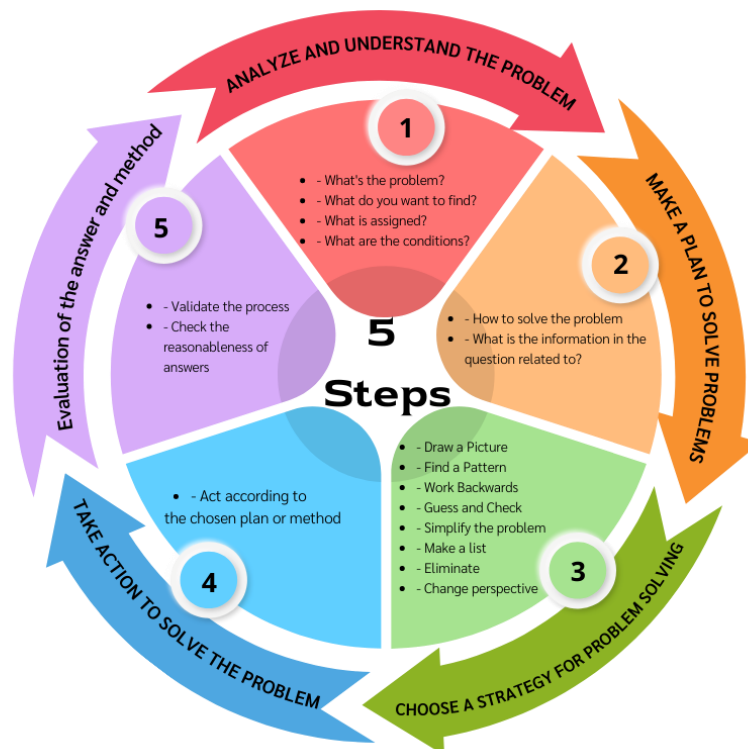 5
Steps
ANALYZE AND UNDERSTAND THE PROBLEM
1
• - What's the problem?
• - What do you want to find?
• - What is assigned?
• - What are the conditions?
MAKE A PLAN TO SOLVE PROBLEMS
2
• - How to solve the problem
• - What is the information in the
question related to?
CHOOSE A STRATEGY FOR PROBLEM SOLVING
3
• - Draw a Picture
• - Find a Pattern
• - Work Backwards
• - Guess and Check
• - Simplify the problem
• - Make a list
• - Eliminate
• - Change perspective
TAKE ACTION TO SOLVE THE PROBLEM
4
• - Act according to
the chosen plan or method
Evaluation of the answer and method
5
• - Validate the process
• - Check the
reasonableness of
answers